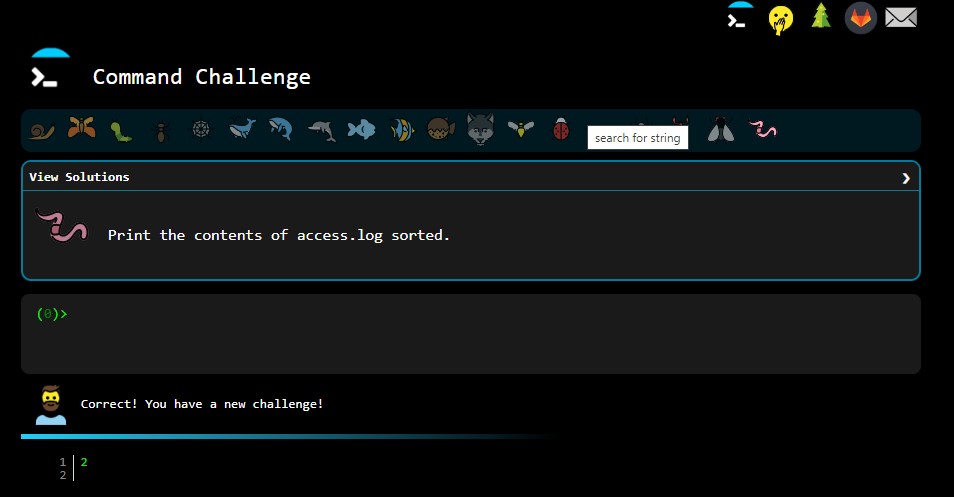 Command Challenge
search for string
View Solutions
Print the contents of access.log sorted.
(0)>
Correct! You have a new challenge!
1 2
2